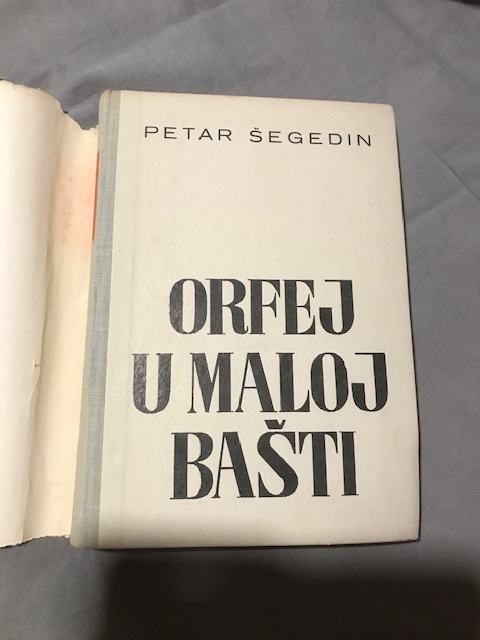 PETAR ŠEGEDIN
ORFEJ
U MALOJ
BAŠTI